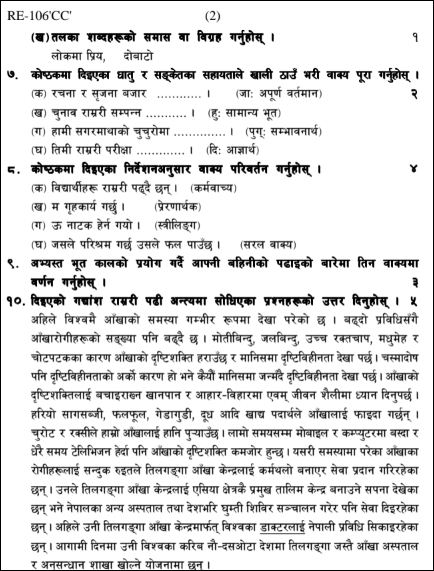 RE-106'CC' (2)
(ख) तलका शब्दहरूको समास वा विग्रह गर्नुहोस् । १
लोकमा प्रिय, दोबाटो
७. कोष्ठकमा दिइएका धातु र सङ्केतका सहायताले खाली ठाउँ भरी वाक्य पूरा गर्नुहोस् ।
(क) रचना र सृजना बजार ............ । (जा: अपूर्ण वर्तमान) २
(ख) चुनाव राम्ररी सम्पन्न ........... । (हु: सामान्य भूत)
(ग) हामी सगरमाथाको चुचुरोमा .............. । (पुग्: सम्भावनार्थ)
(घ) तिमी राम्ररी परीक्षा ............. । (दि: आज्ञार्थ)
८. कोष्ठकमा दिइएका निर्देशनअनुसार वाक्य परिवर्तन गर्नुहोस् । ४
(क) विद्यार्थीहरू राम्ररी पढ्दै छन् । (कर्मवाच्य)
(ख) म गृहकार्य गर्छु । (प्रेरणार्थक)
(ग) ऊ नाटक हेर्न गयो । (स्त्रीलिङ्ग)
(घ) जसले परिश्रम गर्छ उसले फल पाउँछ । (सरल वाक्य)
९. अभ्यस्त भूत कालको प्रयोग गर्दै आफ्नी बहिनीको पढाइको बारेमा तिन वाक्यमा
वर्णन गर्नुहोस् । ३
१०. दिइएको गद्यांश राम्ररी पढी अन्त्यमा सोधिएका प्रश्नहरूको उत्तर दिनुहोस् । ५
अहिले विश्वमै आँखाको समस्या गम्भीर रूपमा देखा परेको छ । बढ्दो प्रविधिसँगै
आँखारोगीहरूको सङ्ख्या पनि बढ्दै छ । मोतीबिन्दु, जलबिन्दु, उच्च रक्तचाप, मधुमेह र
चोटपटकका कारण आँखाको दृष्टिशक्ति हराउँछ र मानिसमा दृष्टिविहीनता देखा पर्छ । चस्मादोष
पनि दृष्टिविहीनताको अर्को कारण हो भने कैयौँ मानिसमा जन्मदै दृष्टिविहीनता देखा पर्छ । आँखाको
दृष्टिशक्तिलाई बचाइराख्न खानपान र आहार-विहारमा एवम् जीवन शैलीमा ध्यान दिनुपर्छ ।
हरियो सागसब्जी, फलफूल, गेडागुडी, दूध आदि खाद्य पदार्थले आँखालाई फाइदा गर्छन् ।
चुरोट र रक्सीले हाम्रो आँखालाई हानि पुऱ्याउँछ । लामो समयसम्म मोबाइल र कम्प्युटरमा बस्दा र
धेरै समय टेलिभिजन हेर्दा पनि आँखाको दृष्टिशक्ति कमजोर हुन्छ । यसरी समस्यामा परेका आँखाका
रोगीहरूलाई सन्दुक रुइतले तिलगङ्गा आँखा केन्द्रलाई कर्मथलो बनाएर सेवा प्रदान गरिरहेका
छन् । उनले तिलगङ्गा आँखा केन्द्रलाई एसिया क्षेत्रकै प्रमुख तालिम केन्द्र बनाउने सपना देखेका
छन् भने नेपालका अन्य अस्पताल तथा देशभरि घुम्ती शिविर सञ्चालन गरेर पनि सेवा दिइरहेका
छन् । अहिले उनी तिलगङ्गा आँखा केन्द्रमार्फत् विश्वका डाक्टरलाई नेपाली प्रविधि सिकाइरहेका
छन् । आगामी दिनमा उनी विश्वका करिब नौ-दसओटा देशमा तिलगङ्गा जस्तै आँखा अस्पताल
र अनुसन्धान शाखा खोल्ने योजनामा छन् ।